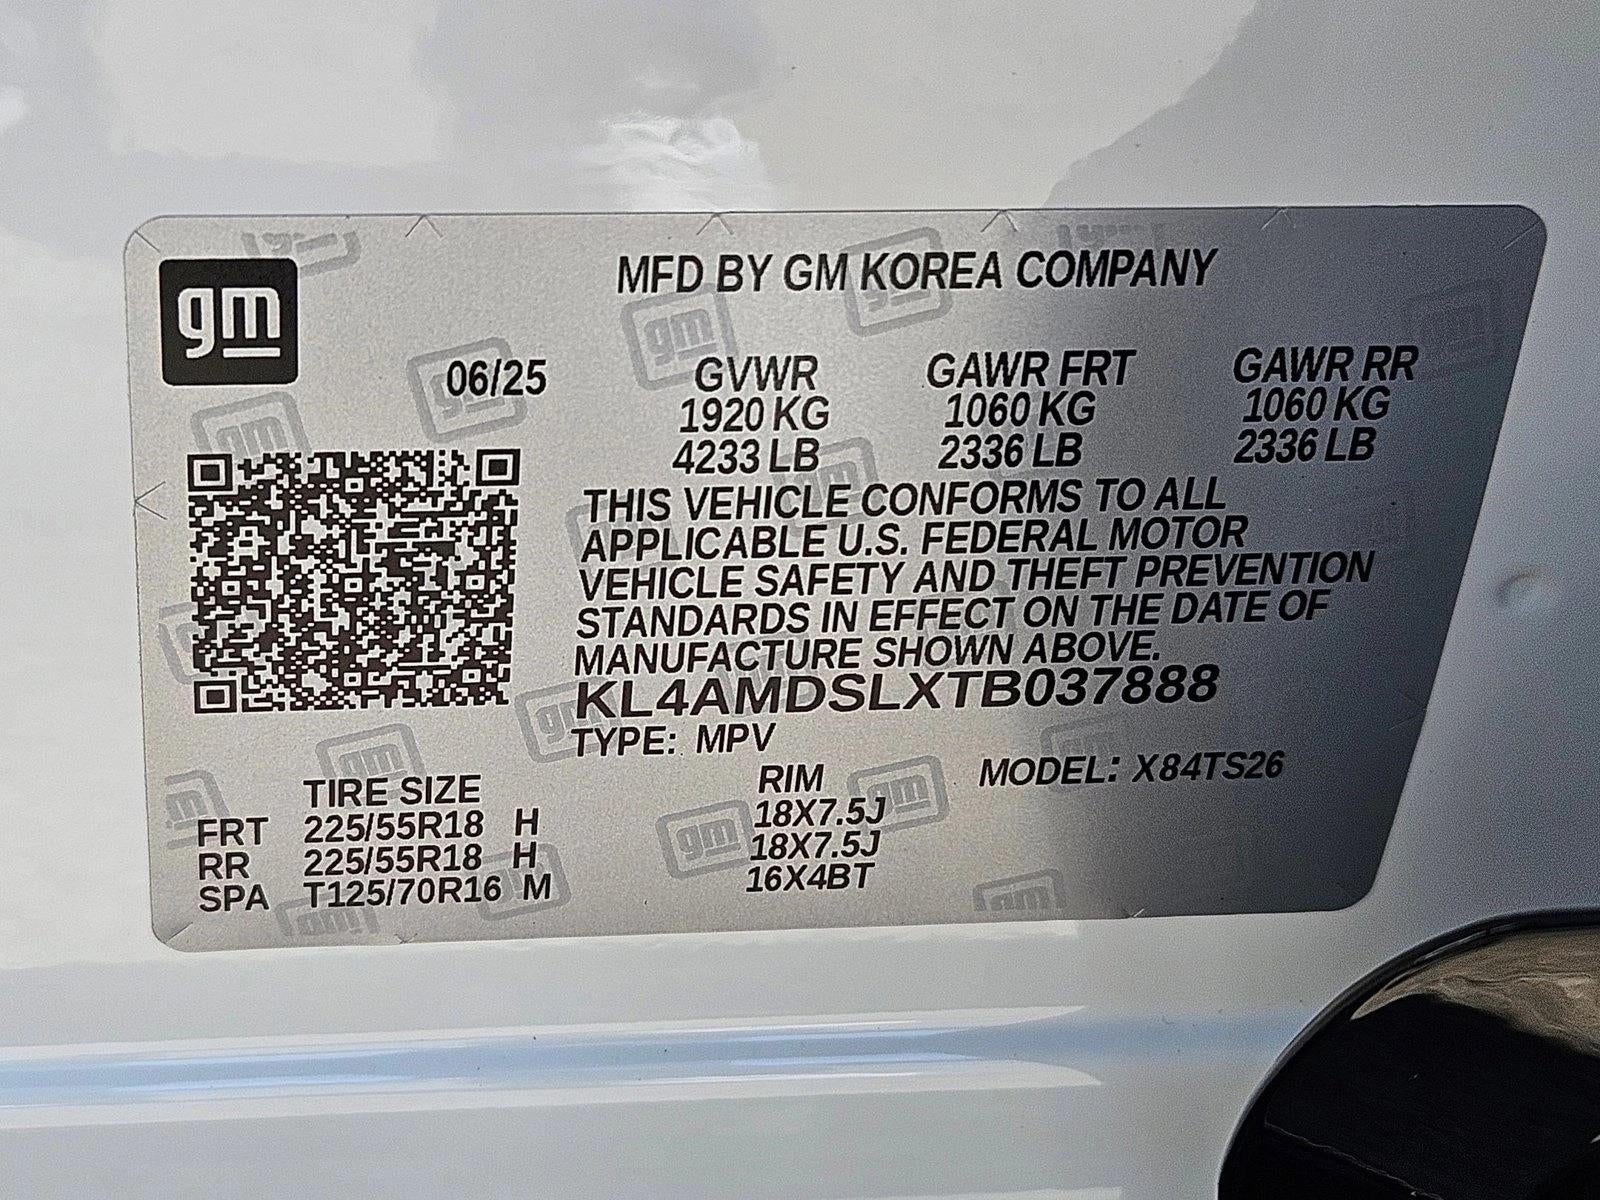 gm
MFD BY GM KOREA COMPANY
06/25
GVWR GAWR FRT GAWR RR
1920 KG 1060 KG 1060 KG
4233 LB 2336 LB 2336 LB
THIS VEHICLE CONFORMS TO ALL
APPLICABLE U.S. FEDERAL MOTOR
VEHICLE SAFETY AND THEFT PREVENTION
STANDARDS IN EFFECT ON THE DATE OF
MANUFACTURE SHOWN ABOVE.
KL4AMDSLXTB037888
TYPE: MPV
MODEL: X84TS26
TIRE SIZE RIM
FRT 225/55R18 H 18X7.5J
RR 225/55R18 H 18X7.5J
SPA T125/70R16 M 16X4BT